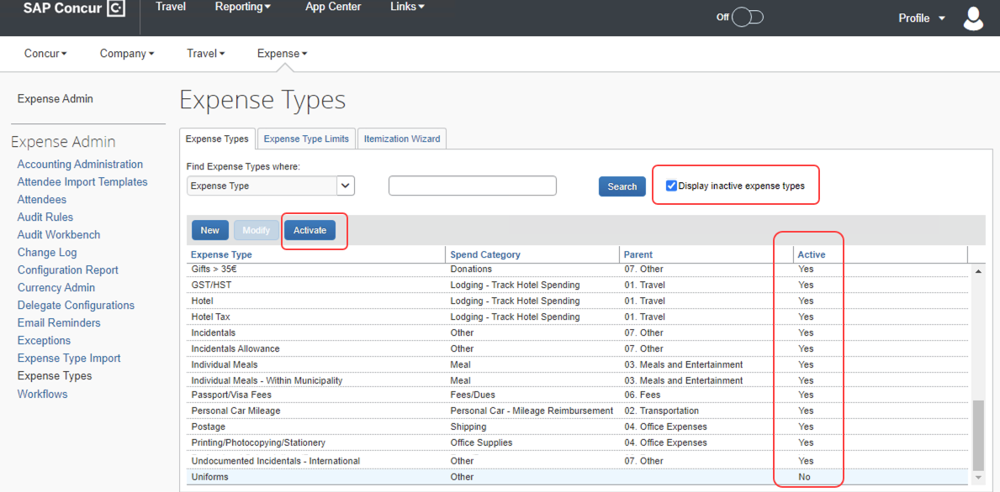 SAP Concur C
Travel Reporting App Center Links
Off
Profile
Concur Company Travel Expense
Expense Admin
Expense Types
Expense Admin
Accounting Administration
Attendee Import Templates
Attendees
Audit Rules
Audit Workbench
Change Log
Configuration Report
Currency Admin
Delegate Configurations
Email Reminders
Exceptions
Expense Type Import
Expense Types
Workflows
Expense Types Expense Type Limits Itemization Wizard
Find Expense Types where:
Expense Type Search Display inactive expense types
New Modify Activate
Expense Type Spend Category Parent Active
Gifts > 35€ Donations 07. Other Yes
GST/HST Lodging - Track Hotel Spending 01. Travel Yes
Hotel Lodging - Track Hotel Spending 01. Travel Yes
Hotel Tax Lodging - Track Hotel Spending 01. Travel Yes
Incidentals Other 07. Other Yes
Incidentals Allowance Other 07. Other Yes
Individual Meals Meal 03. Meals and Entertainment Yes
Individual Meals - Within Municipality Meal 03. Meals and Entertainment Yes
Passport/Visa Fees Fees/Dues 06. Fees Yes
Personal Car Mileage Personal Car - Mileage Reimbursement 02. Transportation Yes
Postage Shipping 04. Office Expenses Yes
Printing/Photocopying/Stationery Office Supplies 04. Office Expenses Yes
Undocumented Incidentals - International Other 07. Other Yes
Uniforms Other No